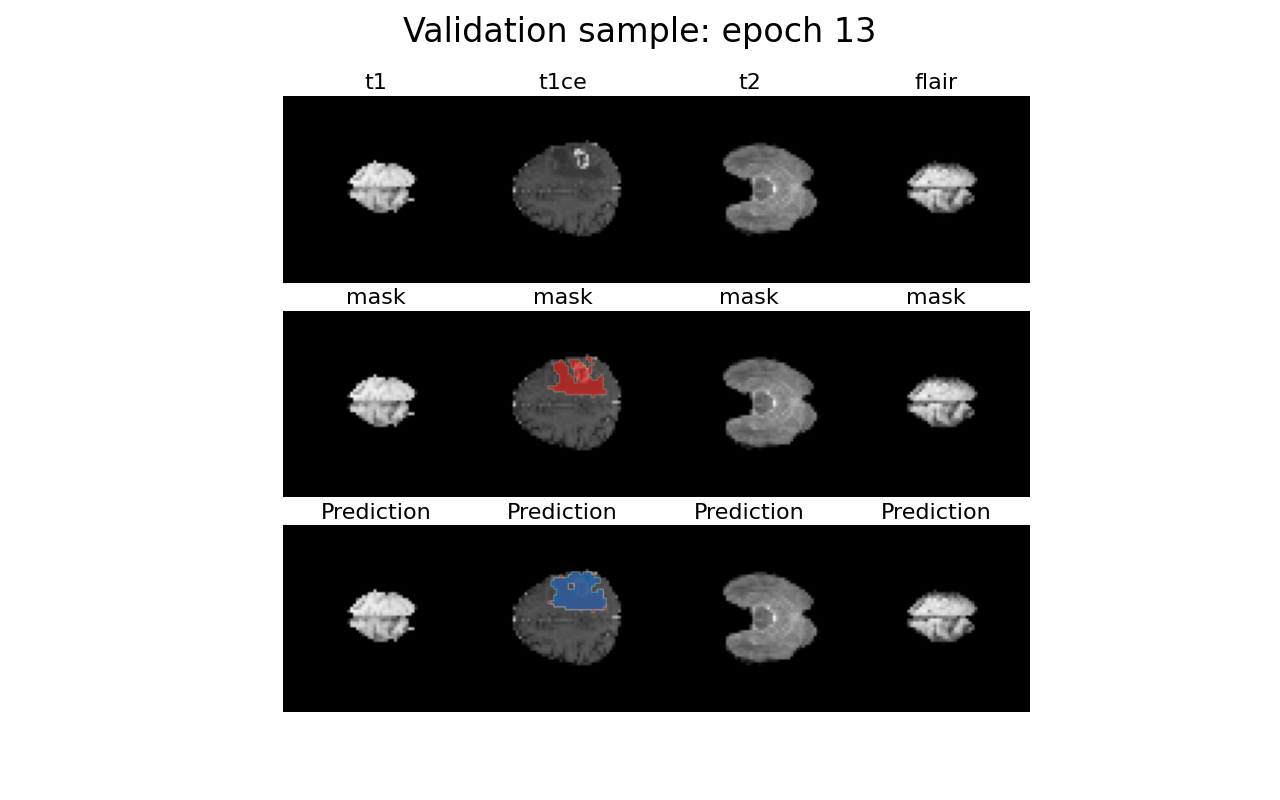 Validation sample: epoch 13
t1 t1ce t2 flair
mask mask mask mask
Prediction Prediction Prediction Prediction